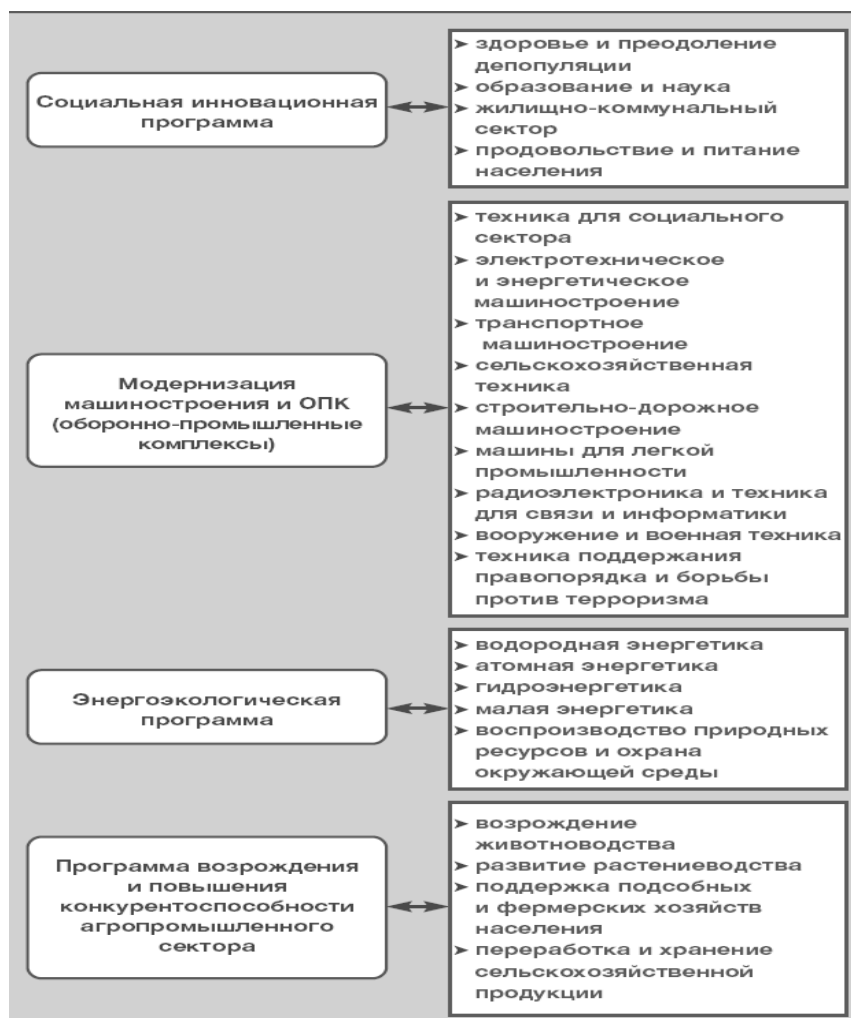 Социальная инновационная
программа
➤ здоровье и преодоление
депопуляции
➤ образование и наука
➤ жилищно-коммунальный
сектор
➤ продовольствие и питание
населения
Модернизация
машиностроения и ОПК
(оборонно-промышленные
комплексы)
➤ техника для социального
сектора
➤ электротехническое
и энергетическое
машиностроение
➤ транспортное
машиностроение
➤ сельскохозяйственная
техника
➤ строительно-дорожное
машиностроение
➤ машины для легкой
промышленности
➤ радиоэлектроника и техника
для связи и информатики
➤ вооружение и военная техника
➤ техника поддержания
правопорядка и борьбы
против терроризма
Энергоэкологическая
программа
➤ водородная энергетика
➤ атомная энергетика
➤ гидроэнергетика
➤ малая энергетика
➤ воспроизводство природных
ресурсов и охрана
окружающей среды
Программа возрождения
и повышения
конкурентоспособности
агропромышленного
сектора
➤ возрождение
животноводства
➤ развитие растениеводства
➤ поддержка подсобных
и фермерских хозяйств
населения
➤ переработка и хранение
сельскохозяйственной
продукции